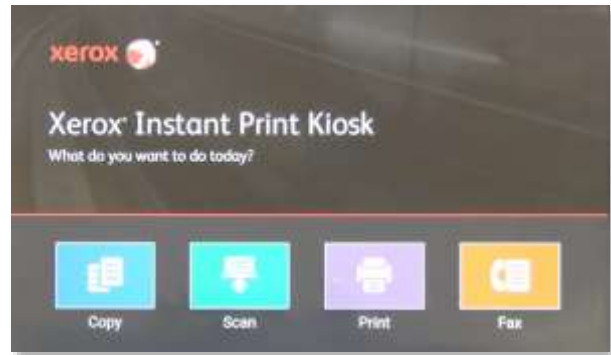 xerox
Xerox® Instant Print Kiosk
What do you want to do today?
Copy
Scan
Print
Fax